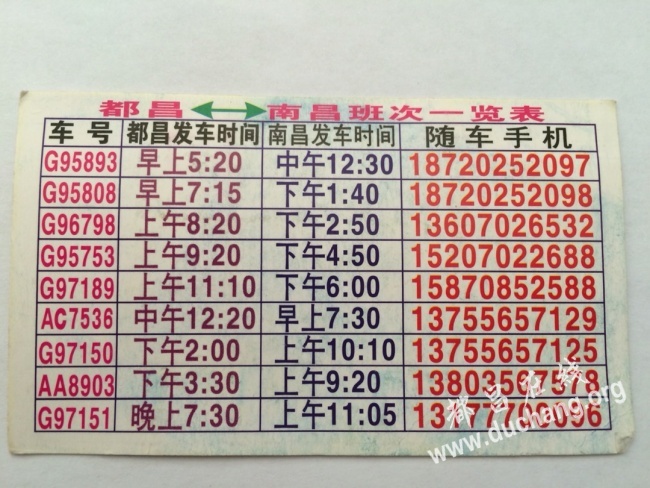 都昌⟷南昌班次一览表
车号 都昌发车时间 南昌发车时间 随车手机
G95893 早上5:20 中午12:30 18720252097
G95808 早上7:15 下午1:40 18720252098
G96798 上午8:20 下午2:50 13607026532
G95753 上午9:20 下午4:50 15207022688
G97189 上午11:10 下午6:00 15870852588
AC7536 中午12:20 早上7:30 13755657129
G97150 下午2:00 上午10:10 13755657125
AA8903 下午3:30 上午9:20
G97151 晚上7:30 上午11:05
都昌在线
www.duchang.org